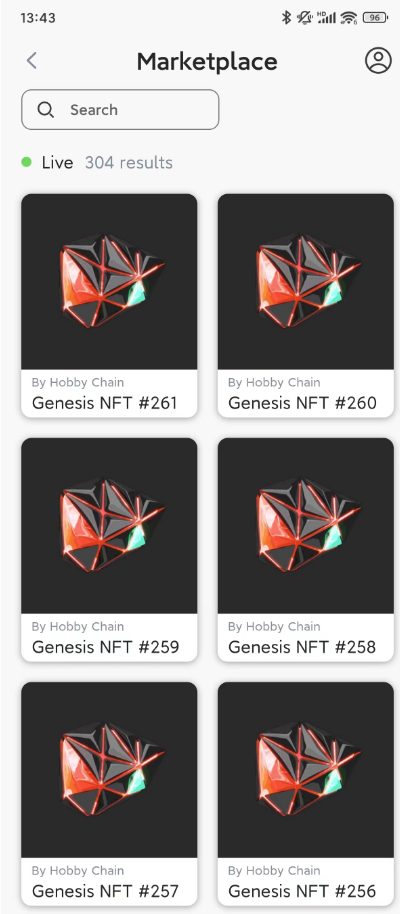 13:43
HD
6
96
Marketplace
Search
Live 304 results
By Hobby Chain
Genesis NFT #261
By Hobby Chain
Genesis NFT #260
By Hobby Chain
Genesis NFT #259
By Hobby Chain
Genesis NFT #258
By Hobby Chain
Genesis NFT #257
By Hobby Chain
Genesis NFT #256